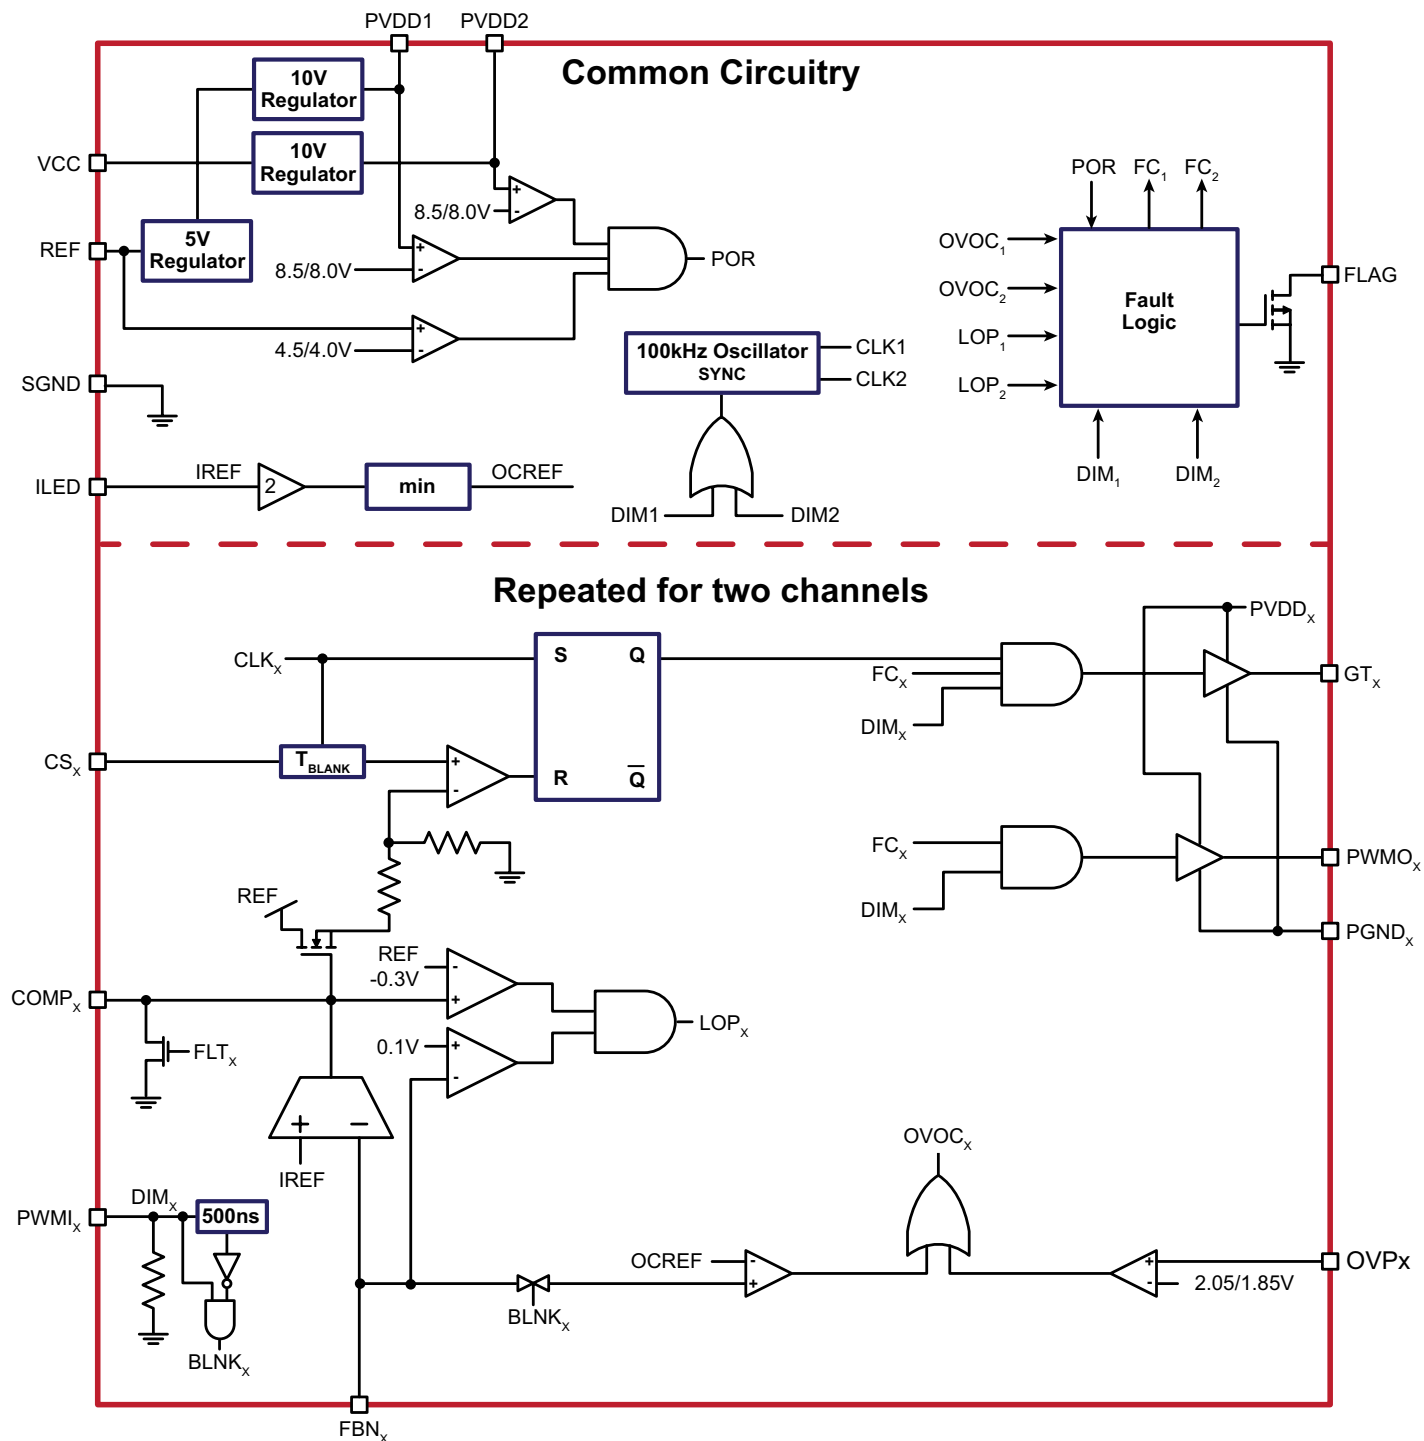 PVDD1 PVDD2
Common Circuitry
10V
Regulator
VCC
10V
Regulator
8.5/8.0V
+
-
REF
5V
Regulator
8.5/8.0V
+
-
POR
4.5/4.0V
+
-
POR FC1 FC2
OVOC1
OVOC2
LOP1
LOP2
Fault
Logic
FLAG
DIM1 DIM2
100kHz Oscillator
SYNC
CLK1
CLK2
DIM1 DIM2
SGND
ILED
IREF
2
min
OCREF
Repeated for two channels
CLKX
S Q
R Q̅
CSX
TBLANK
+
-
FCX
DIMX
PVDDX
GTX
FCX
DIMX
PWMOX
PGNDX
REF
REF
-0.3V
-
+
COMPX
FLTX
0.1V
+
-
LOPX
+ −
IREF
OVOCX
PWMIX
DIMX
500ns
BLNKX
BLNKX
OCREF
-
+
+
-
OVPx
2.05/1.85V
FBNX